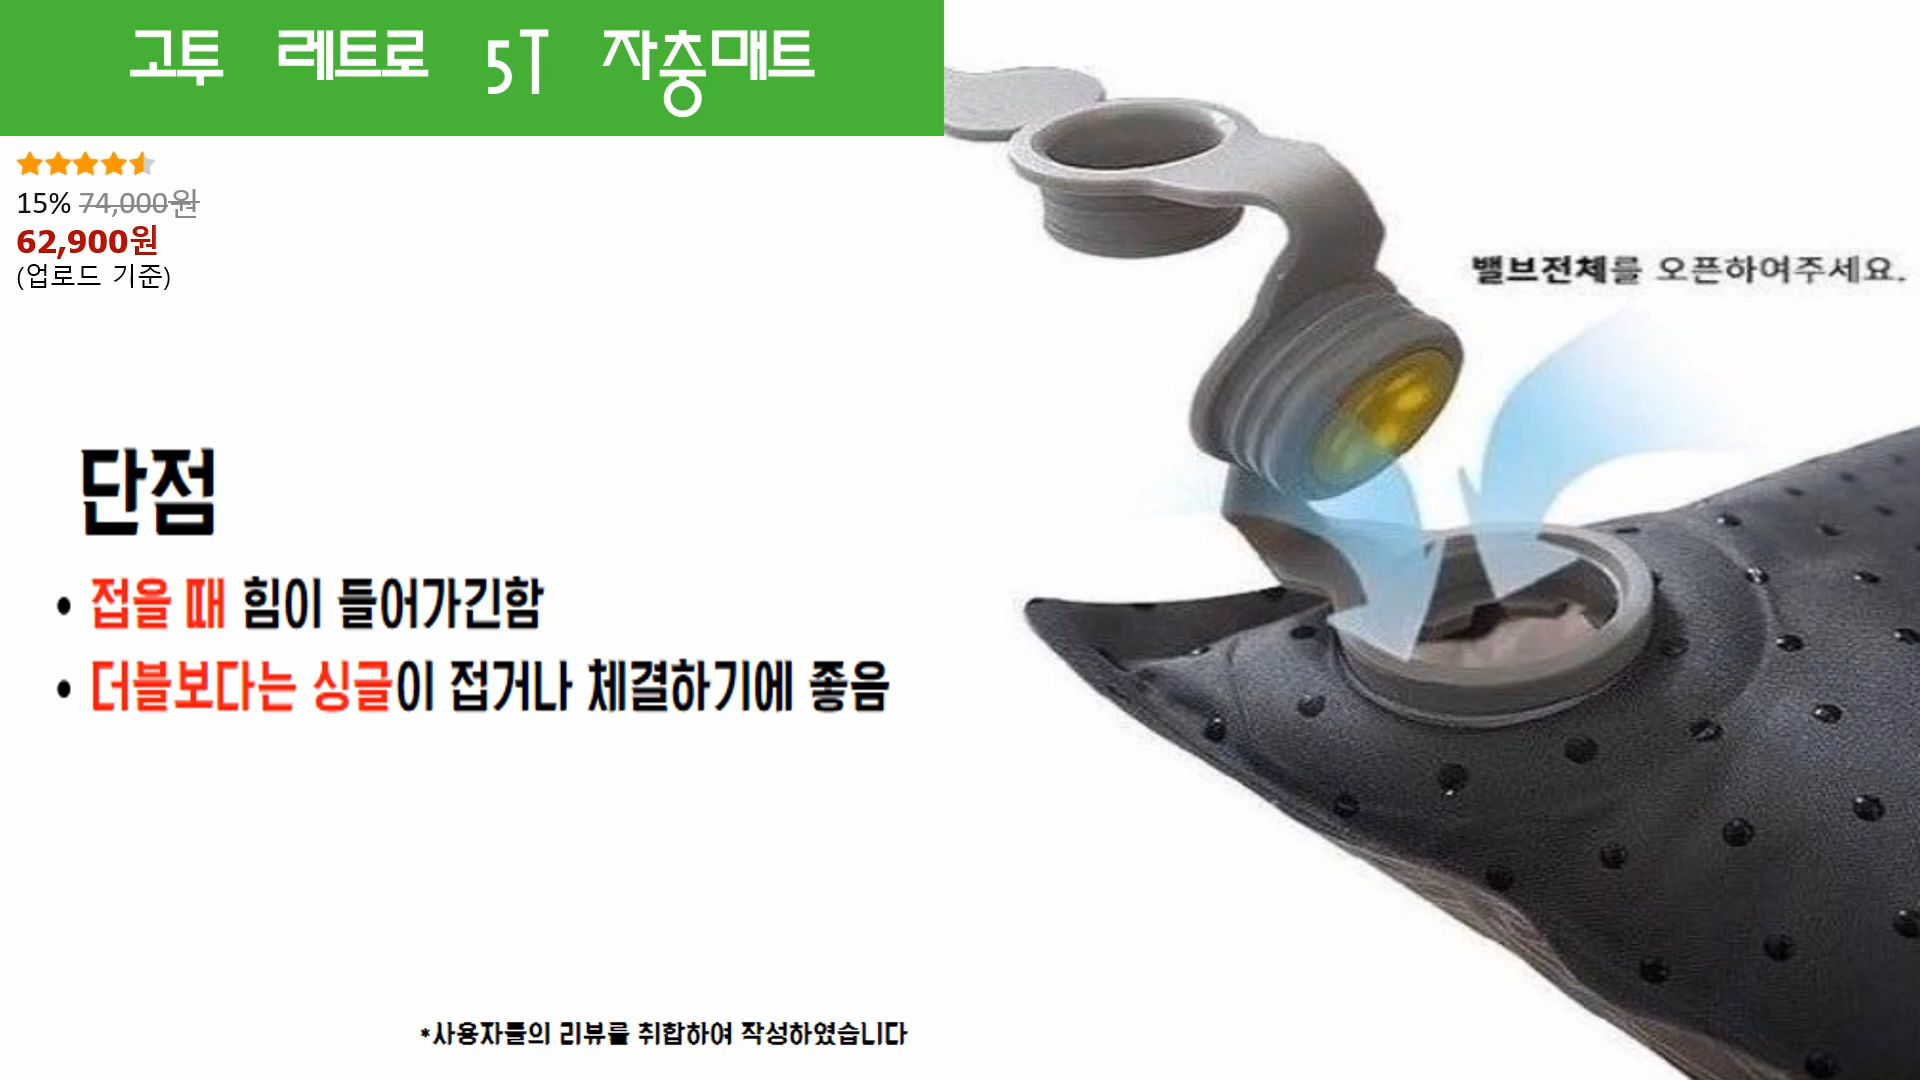 고투 레트로 5T 자충매트
15% 74,000원
62,900원
(업로드 기준)
밸브전체를 오픈하여주세요.
단점
• 접을 때 힘이 들어가긴함
• 더블보다는 싱글이 접거나 체결하기에 좋음
*사용자들의 리뷰를 취합하여 작성하였습니다